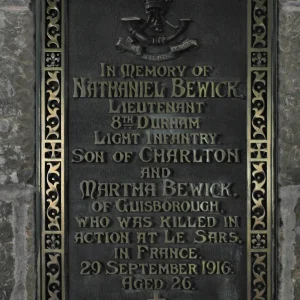 In Memory of
Nathaniel Bewick,
Lieutenant
8th Durham
Light Infantry
Son of Charlton
and
Martha Bewick,
of Guisborough,
who was killed in
action at Le Sars,
in France,
29 September 1916.
Aged 26.